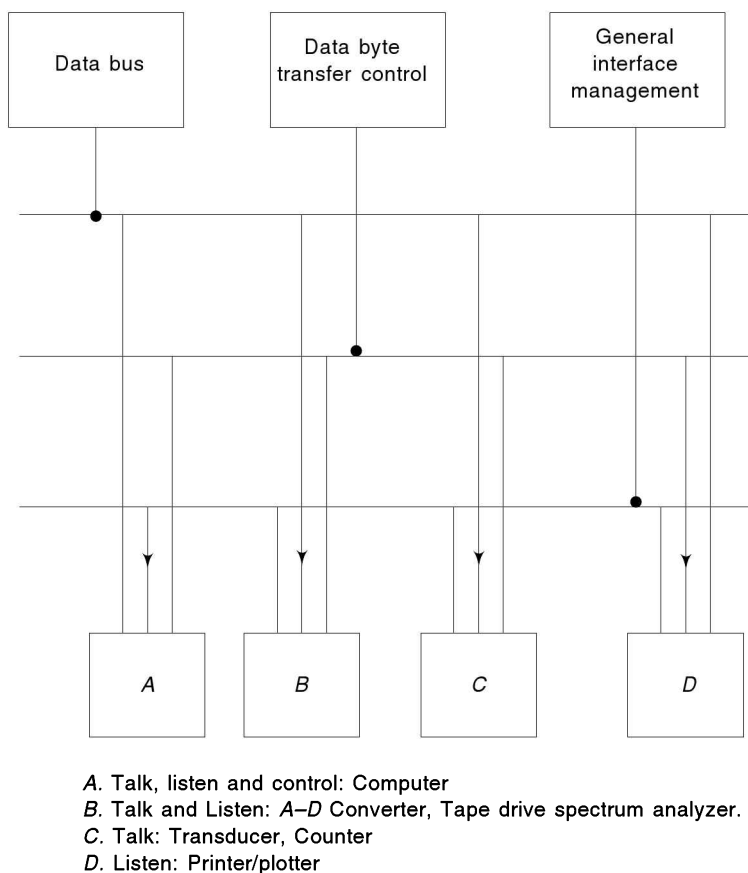 Data bus
Data byte
transfer control
General
interface
management
A
B
C
D
A. Talk, listen and control: Computer
B. Talk and Listen: A–D Converter, Tape drive spectrum analyzer.
C. Talk: Transducer, Counter
D. Listen: Printer/plotter